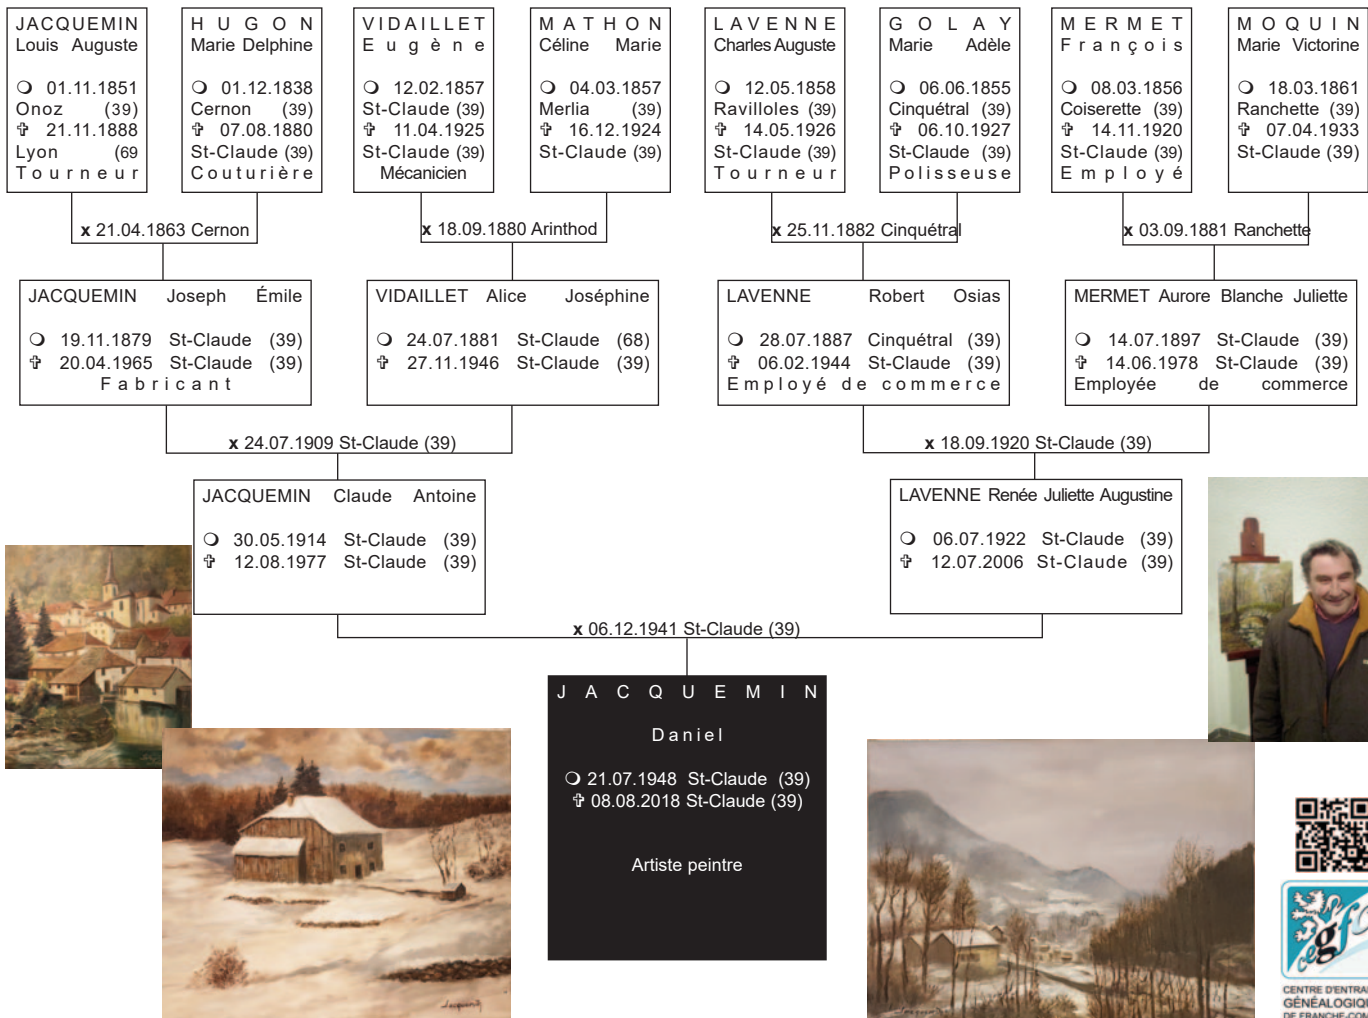 JACQUEMIN
Louis Auguste
❍ 01.11.1851
Onoz (39)
✞ 21.11.1888
Lyon (69
Tourneur
HUGON
Marie Delphine
❍ 01.12.1838
Cernon (39)
✞ 07.08.1880
St-Claude (39)
Couturière
VIDAILLET
Eugène
❍ 12.02.1857
St-Claude (39)
✞ 11.04.1925
St-Claude (39)
Mécanicien
MATHON
Céline Marie
❍ 04.03.1857
Merlia (39)
✞ 16.12.1924
St-Claude (39)
LAVENNE
Charles Auguste
❍ 12.05.1858
Ravilloles (39)
✞ 14.05.1926
St-Claude (39)
Tourneur
GOLAY
Marie Adèle
❍ 06.06.1855
Cinquétral (39)
✞ 06.10.1927
St-Claude (39)
Polisseuse
MERMET
François
❍ 08.03.1856
Coiserette (39)
✞ 14.11.1920
St-Claude (39)
Employé
MOQUIN
Marie Victorine
❍ 18.03.1861
Ranchette (39)
✞ 07.04.1933
St-Claude (39)
x 21.04.1863 Cernon
x 18.09.1880 Arinthod
x 25.11.1882 Cinquétral
x 03.09.1881 Ranchette
JACQUEMIN Joseph Émile
❍ 19.11.1879 St-Claude (39)
✞ 20.04.1965 St-Claude (39)
Fabricant
VIDAILLET Alice Joséphine
❍ 24.07.1881 St-Claude (68)
✞ 27.11.1946 St-Claude (39)
LAVENNE Robert Osias
❍ 28.07.1887 Cinquétral (39)
✞ 06.02.1944 St-Claude (39)
Employé de commerce
MERMET Aurore Blanche Juliette
❍ 14.07.1897 St-Claude (39)
✞ 14.06.1978 St-Claude (39)
Employée de commerce
x 24.07.1909 St-Claude (39)
x 18.09.1920 St-Claude (39)
JACQUEMIN Claude Antoine
❍ 30.05.1914 St-Claude (39)
✞ 12.08.1977 St-Claude (39)
LAVENNE Renée Juliette Augustine
❍ 06.07.1922 St-Claude (39)
✞ 12.07.2006 St-Claude (39)
x 06.12.1941 St-Claude (39)
JACQUEMIN
Daniel
❍ 21.07.1948 St-Claude (39)
✞ 08.08.2018 St-Claude (39)
Artiste peintre
Jacquemin
Jacquemin
cegfc
CENTRE D'ENTRAI
GÉNÉALOGIQU
DE FRANCHE-COM